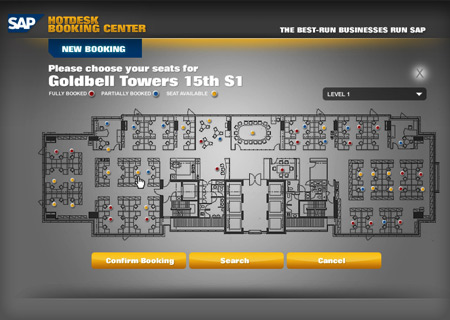 SAP
HOTDESK
BOOKING CENTER
THE BEST-RUN BUSINESSES RUN SAP
NEW BOOKING
Please choose your seats for
Goldbell Towers 15th S1
FULLY BOOKED PARTIALLY BOOKED SEAT AVAILABLE
X
LEVEL 1
Confirm Booking Search Cancel